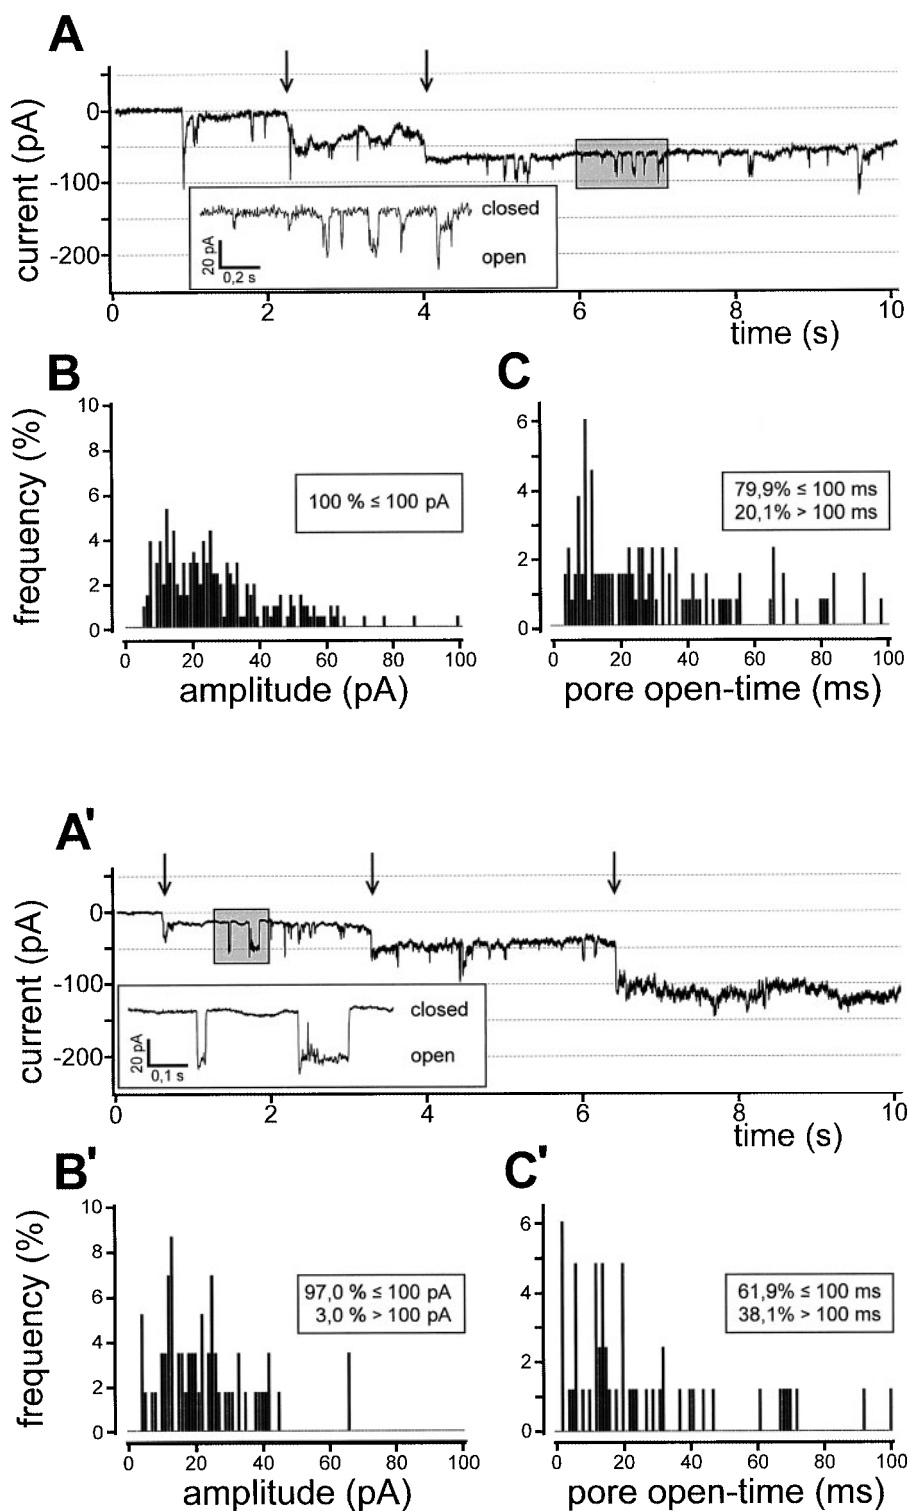 A
current (pA)
0
-100
-200
closed
open
20 pA
0,2 s
0 2 4 6 8 10
time (s)
B
frequency (%)
10
8
6
4
2
0
100 % ≤ 100 pA
0 20 40 60 80 100
amplitude (pA)
C
6
4
2
0
79,9% ≤ 100 ms
20,1% > 100 ms
0 20 40 60 80 100
pore open-time (ms)
A'
current (pA)
0
-100
-200
closed
open
20 pA
0,1 s
0 2 4 6 8 10
time (s)
B'
frequency (%)
10
8
6
4
2
0
97,0 % ≤ 100 pA
3,0 % > 100 pA
0 20 40 60 80 100
amplitude (pA)
C'
6
4
2
0
61,9% ≤ 100 ms
38,1% > 100 ms
0 20 40 60 80 100
pore open-time (ms)